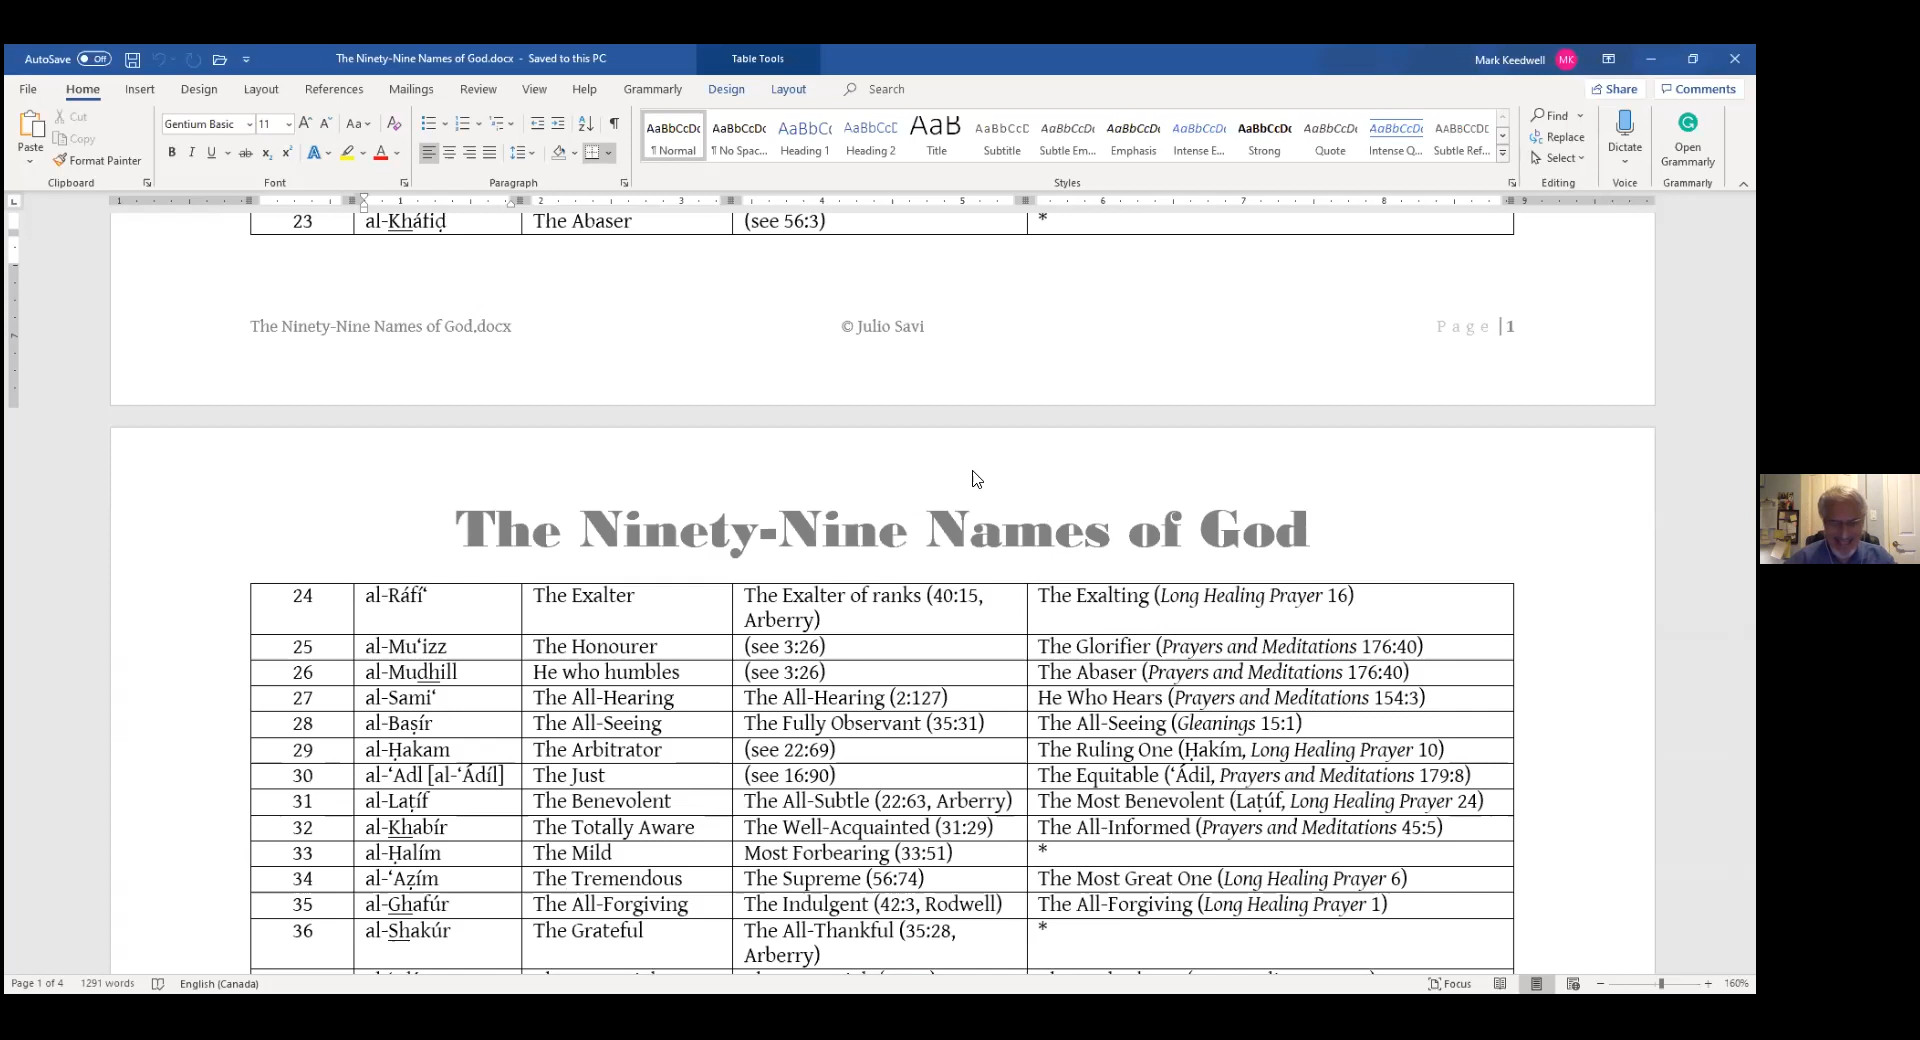 AutoSave Off The Ninety-Nine Names of God.docx - Saved to this PC Table Tools Mark Keedwell MK
File Home Insert Design Layout References Mailings Review View Help Grammarly Design Layout Search Share Comments
Paste Cut Copy Format Painter Clipboard
Gentium Basic 11 Font
Paragraph
AaBbCcDc ¶ Normal
AaBbCcDc ¶ No Spac...
AaBbCc Heading 1
AaBbCcD Heading 2
AaB Title
AaBbCcD Subtitle
AaBbCcDc Subtle Em...
AaBbCcDc Emphasis
AaBbCcDc Intense E...
AaBbCcDc Strong
AaBbCcDc Quote
AaBbCcDc Intense Q...
AABBCCDC Subtle Ref...
Styles
Find Replace Select Editing
Dictate Voice
Open Grammarly Grammarly
1 1 2 3 4 5 6 7 8 9
23 al-Kháfiḍ The Abaser (see 56:3) *
The Ninety-Nine Names of God.docx © Julio Savi Page |1
The Ninety-Nine Names of God
24 al-Ráfí‘ The Exalter The Exalter of ranks (40:15, The Exalting (Long Healing Prayer 16)
Arberry)
25 al-Mu‘izz The Honourer (see 3:26) The Glorifier (Prayers and Meditations 176:40)
26 al-Mudhill He who humbles (see 3:26) The Abaser (Prayers and Meditations 176:40)
27 al-Sami‘ The All-Hearing The All-Hearing (2:127) He Who Hears (Prayers and Meditations 154:3)
28 al-Baṣír The All-Seeing The Fully Observant (35:31) The All-Seeing (Gleanings 15:1)
29 al-Ḥakam The Arbitrator (see 22:69) The Ruling One (Ḥakím, Long Healing Prayer 10)
30 al-‘Adl [al-‘Ádíl] The Just (see 16:90) The Equitable (‘Ádil, Prayers and Meditations 179:8)
31 al-Laṭíf The Benevolent The All-Subtle (22:63, Arberry) The Most Benevolent (Laṭúf, Long Healing Prayer 24)
32 al-Khabír The Totally Aware The Well-Acquainted (31:29) The All-Informed (Prayers and Meditations 45:5)
33 al-Ḥalím The Mild Most Forbearing (33:51) *
34 al-‘Aẓím The Tremendous The Supreme (56:74) The Most Great One (Long Healing Prayer 6)
35 al-Ghafúr The All-Forgiving The Indulgent (42:3, Rodwell) The All-Forgiving (Long Healing Prayer 1)
36 al-Shakúr The Grateful The All-Thankful (35:28, *
Arberry)
Page 1 of 4 1291 words English (Canada) Focus 160%